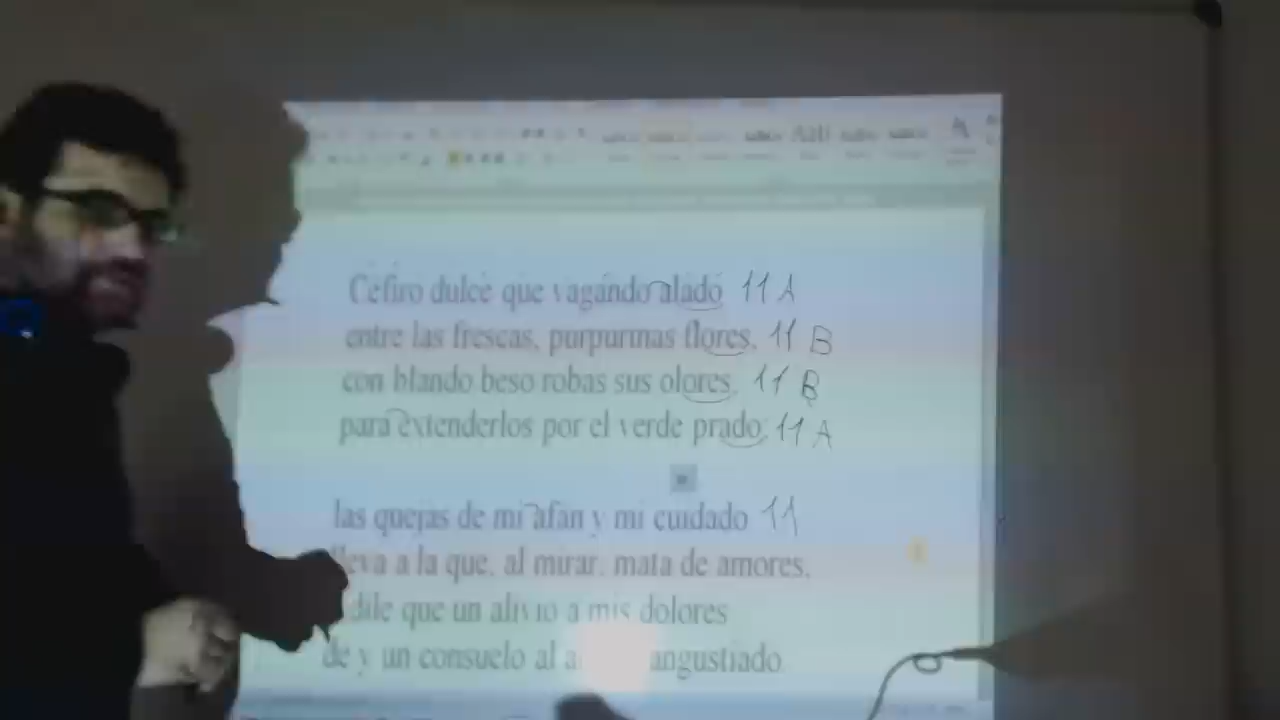 Céfiro dulce que vagando alado 11 A
entre las frescas, purpurinas flores, 11 B
con blando beso robas sus olores, 11 B
para extenderlos por el verde prado; 11 A
las quejas de mi afán y mi cuidado 11
lleva a la que, al mirar, mata de amores,
dile que un alivio a mis dolores
de y un consuelo al angustiado